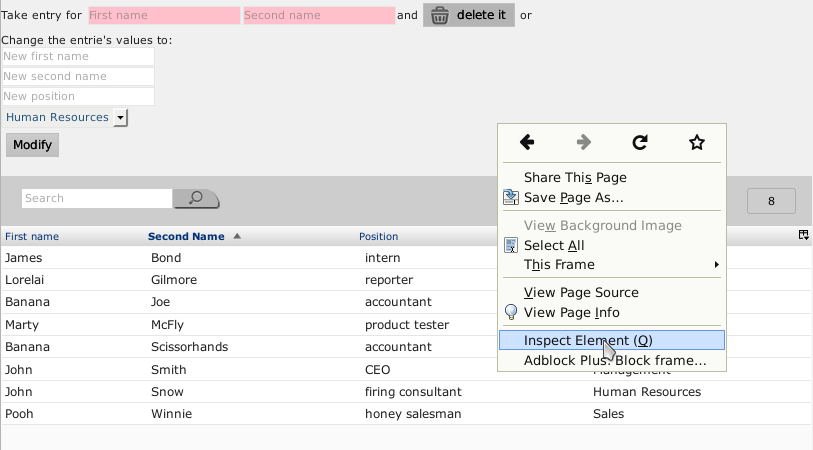 Take entry for First name Second name and delete it or
Change the entrie's values to:
New first name
New second name
New position
Human Resources
Modify
Search
8
First name Second Name Position
James Bond intern
Lorelai Gilmore reporter
Banana Joe accountant
Marty McFly product tester
Banana Scissorhands accountant
John Smith CEO Management
John Snow firing consultant Human Resources
Pooh Winnie honey salesman Sales
Share This Page
Save Page As...
View Background Image
Select All
This Frame
View Page Source
View Page Info
Inspect Element (Q)
Adblock Plus: Block frame...